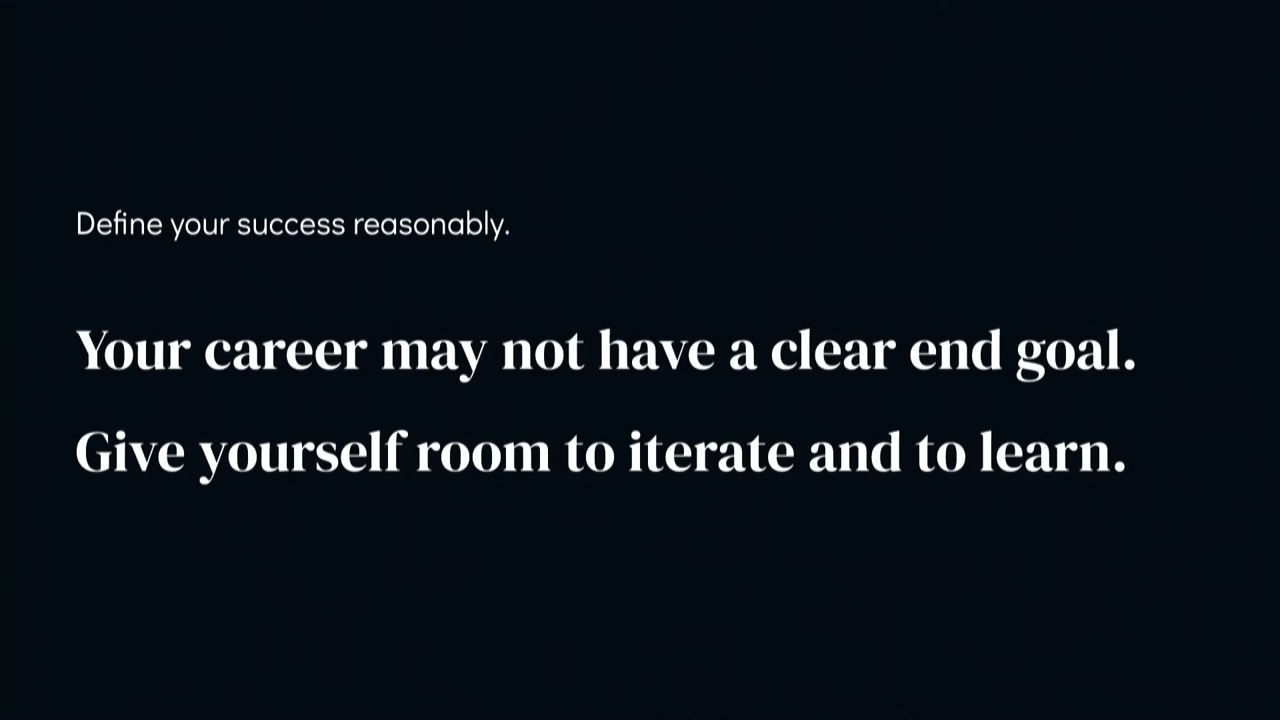 Define your success reasonably.
Your career may not have a clear end goal.
Give yourself room to iterate and to learn.